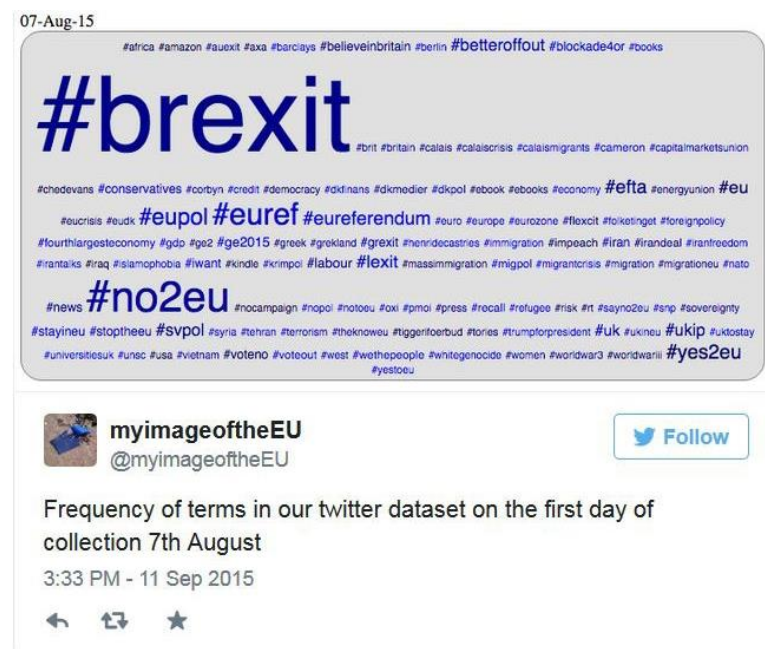 07-Aug-15
#africa #amazon #auexit #axa #barclays #believeinbritain #berlin #betteroffout #blockade4or #books
#brexit #brit #britain #calais #calaiscrisis #calaismigrants #cameron #capitalmarketsunion
#chedevans #conservatives #corbyn #credit #democracy #dkfinans #dkmedier #dkpol #ebook #ebooks #economy #efta #energyunion #eu
#eucrisis #eudk #eupol #euref #eureferendum #euro #europe #eurozone #flexcit #folketinget #foreignpolicy
#fourthlargesteconomy #gdp #ge2 #ge2015 #greek #grekland #grexit #henridecastries #immigration #impeach #iran #irandeal #iranfreedom
#irantalks #iraq #islamophobia #iwant #kindle #krimpol #labour #lexit #massimmigration #migpol #migrantcrisis #migration #migrationeu #nato
#news #no2eu #nocampaign #nopol #notoeu #oxi #pmoi #press #recall #refugee #risk #rt #sayno2eu #snp #sovereignty
#stayineu #stoptheeu #svpol #syria #tehran #terrorism #theknoweu #tiggerifoerbud #tories #trumpforpresident #uk #ukineu #ukip #uktostay
#universitiesuk #unsc #usa #vietnam #voteno #voteout #west #wethepeople #whitegenocide #women #worldwar3 #worldwariii #yes2eu
#yestoeu
myimageoftheEU
@myimageoftheEU
Follow
Frequency of terms in our twitter dataset on the first day of
collection 7th August
3:33 PM - 11 Sep 2015